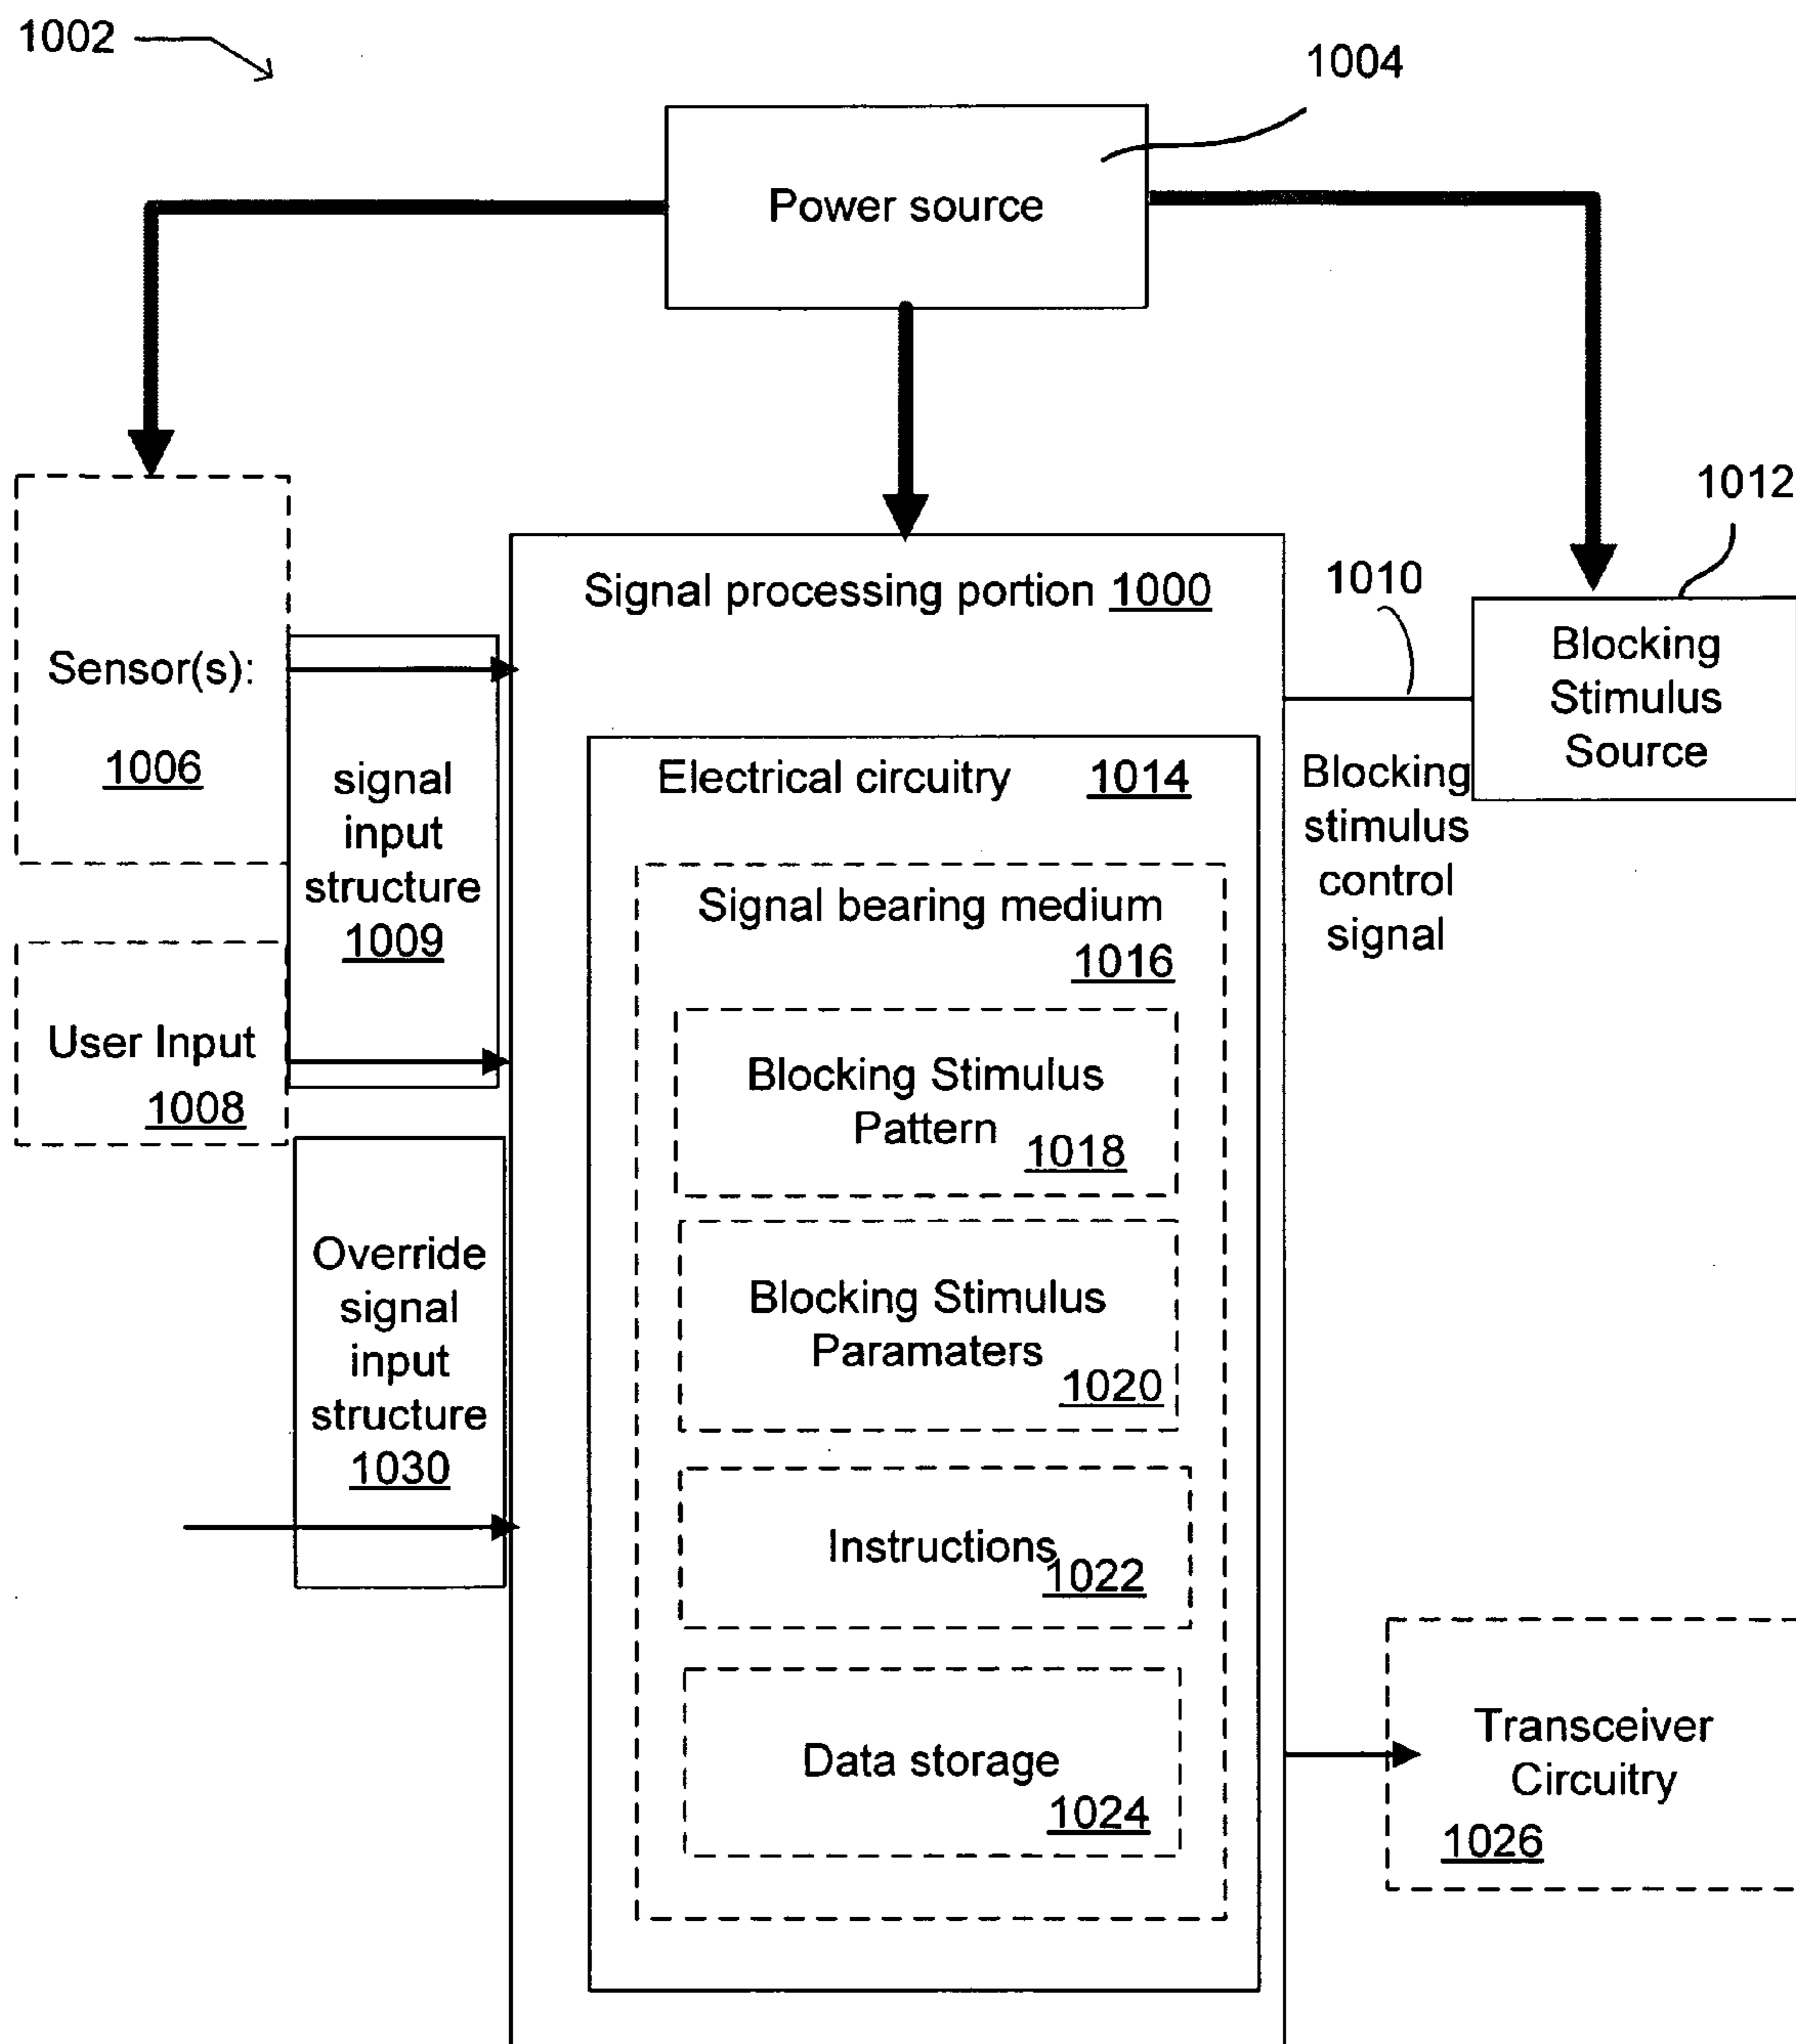 1002
1004
Power source
1012
Signal processing portion 1000
1010
Blocking
Stimulus
Source
Sensor(s):
1006
signal
input
structure
1009
Electrical circuitry 1014
Blocking
stimulus
control
signal
Signal bearing medium
1016
User Input
1008
Blocking Stimulus
Pattern
1018
Override
signal
input
structure
1030
Blocking Stimulus
Paramaters
1020
Instructions
1022
Data storage
1024
Transceiver
Circuitry
1026